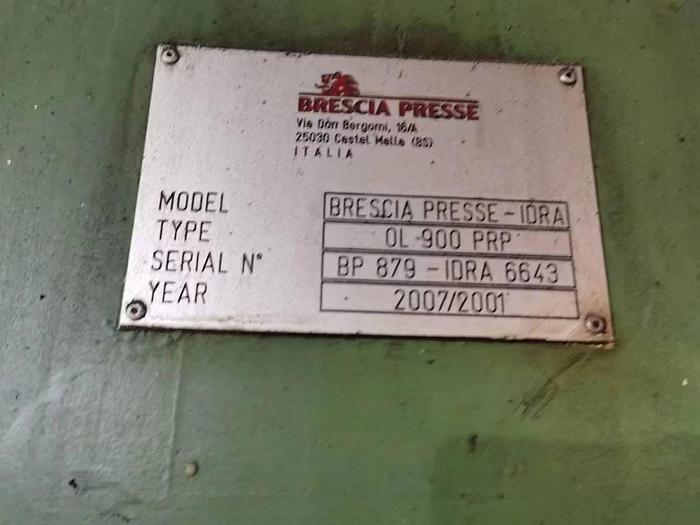 BRESCIA PRESSE
Via Don Bergomi, 16/A
25030 Castel Mella (BS)
ITALIA
MODEL BRESCIA PRESSE-IDRA
TYPE OL 900 PRP
SERIAL N° BP 879 - IDRA 6643
YEAR 2007/2001